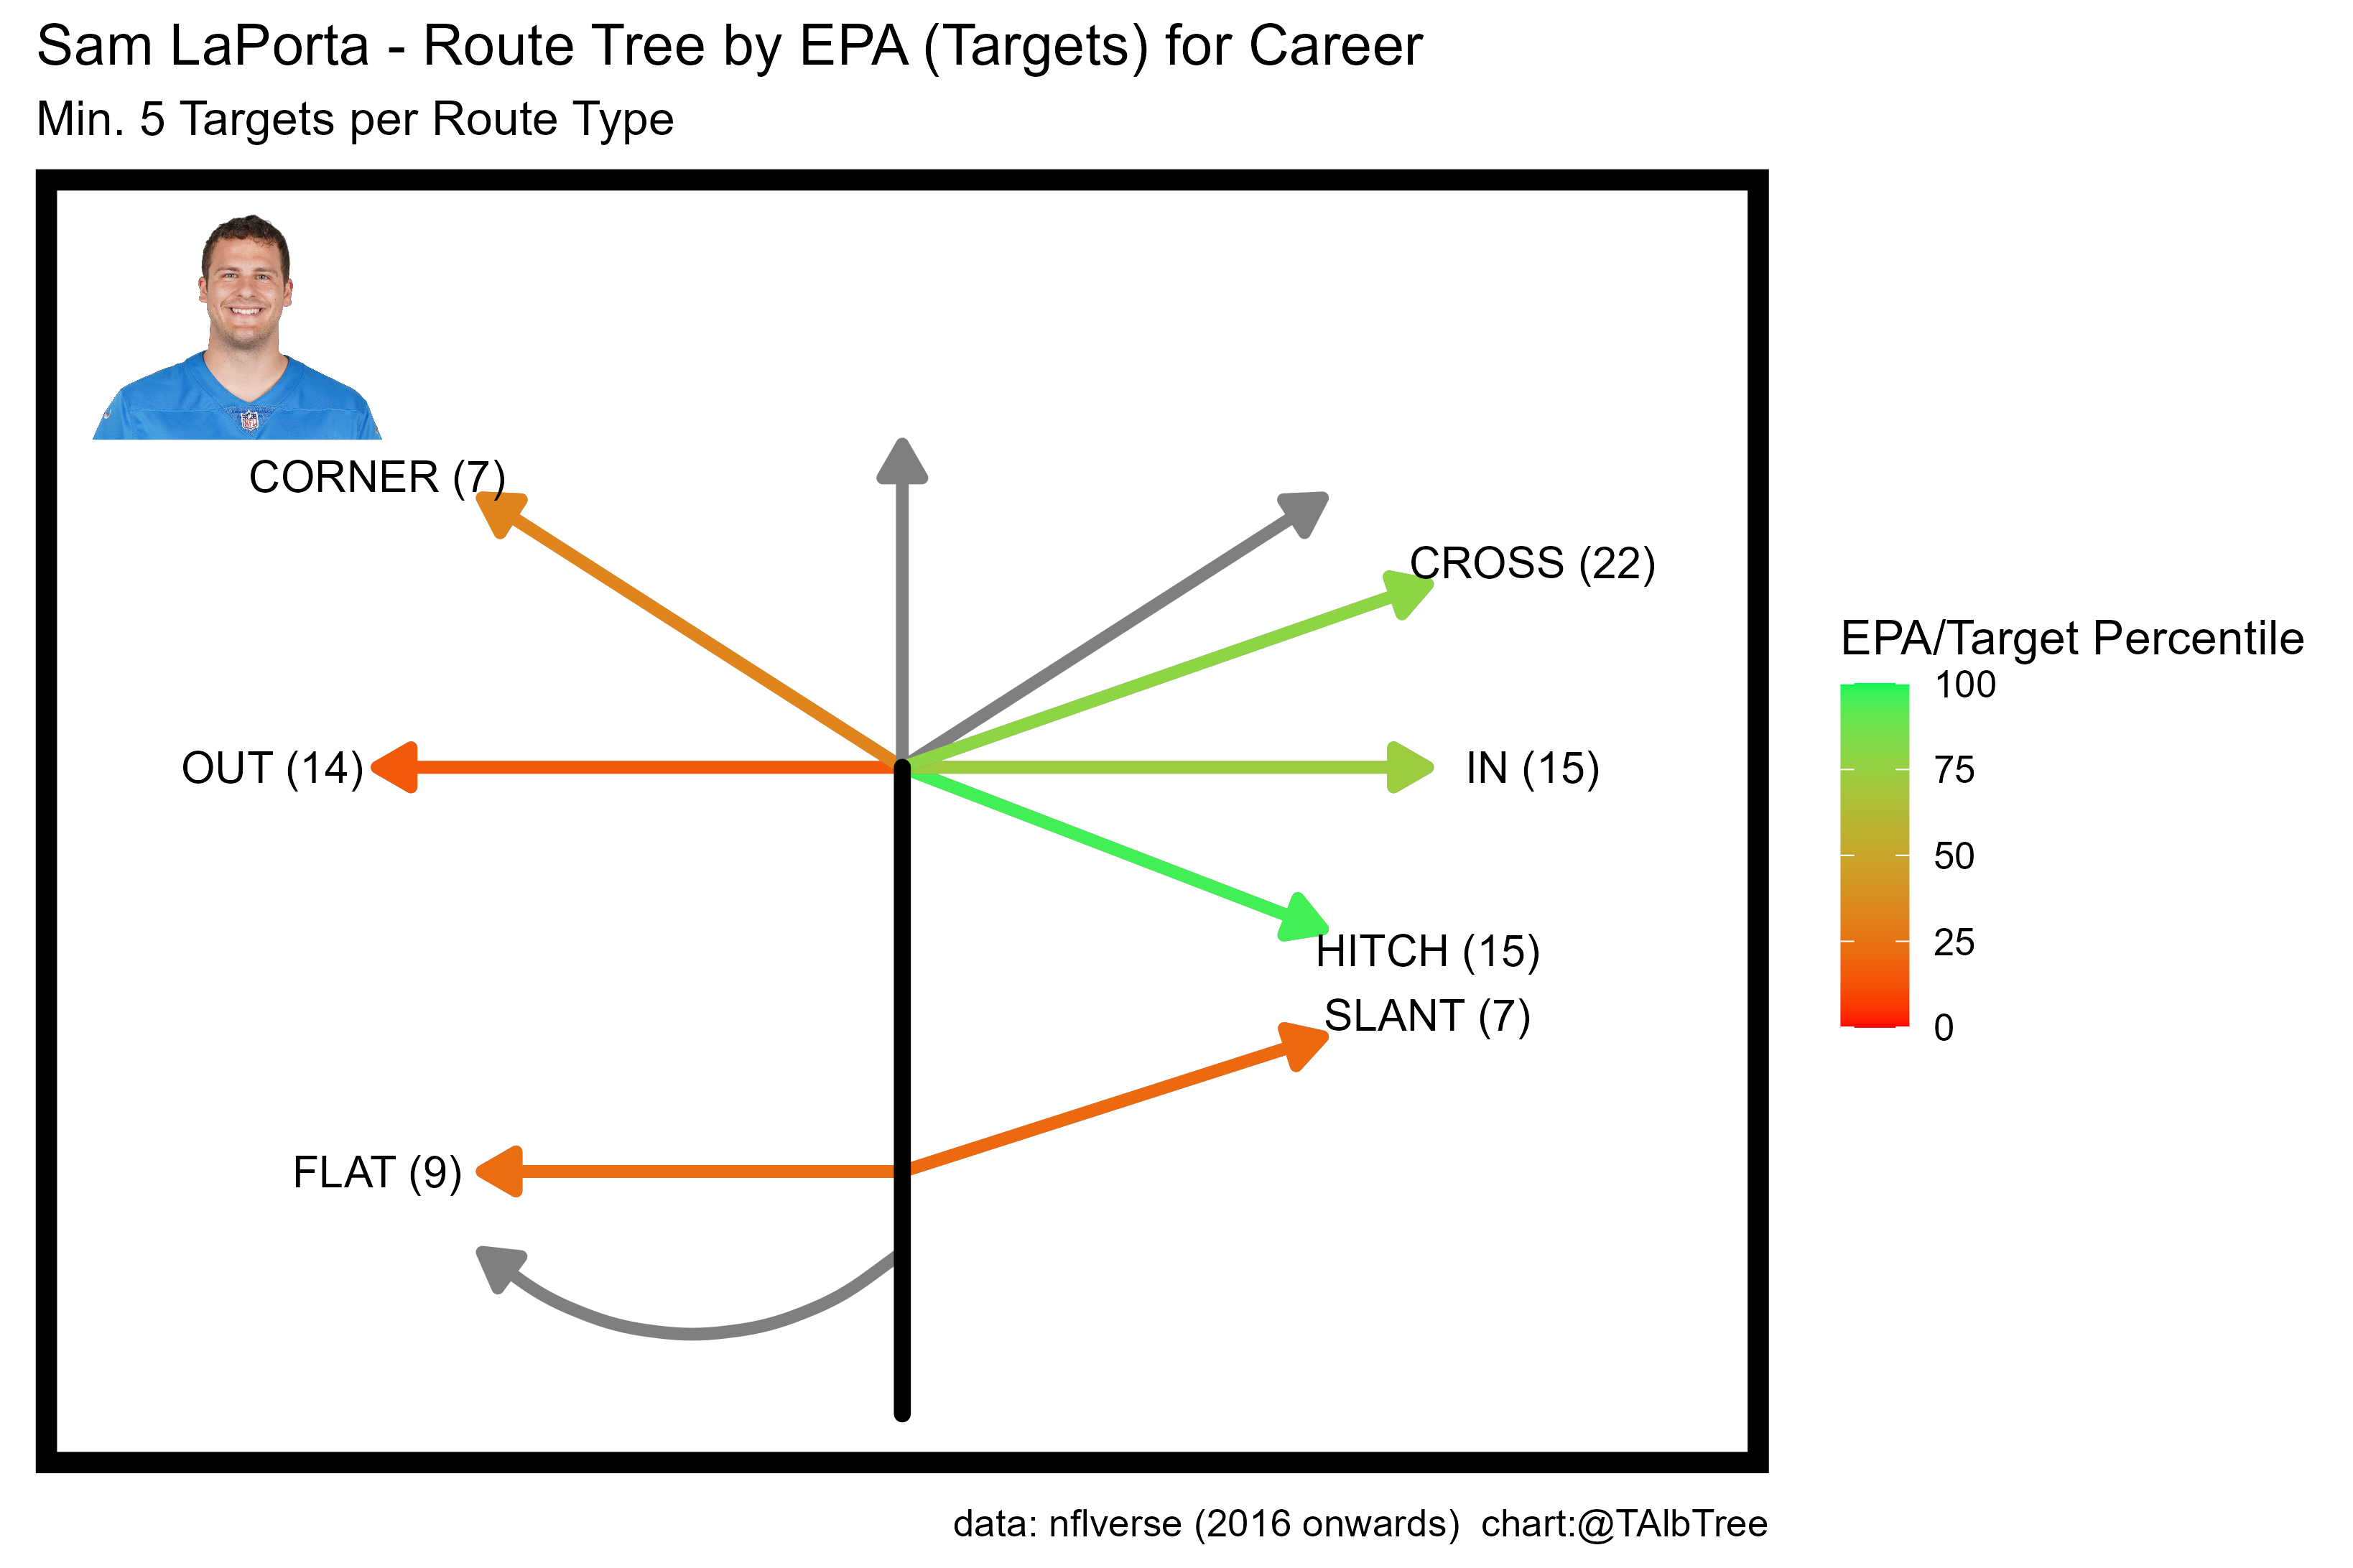 Sam LaPorta - Route Tree by EPA (Targets) for Career
Min. 5 Targets per Route Type
CORNER (7)
CROSS (22)
OUT (14)
IN (15)
HITCH (15)
SLANT (7)
FLAT (9)
EPA/Target Percentile
100
75
50
25
0
data: nflverse (2016 onwards)  chart:@TAlbTree